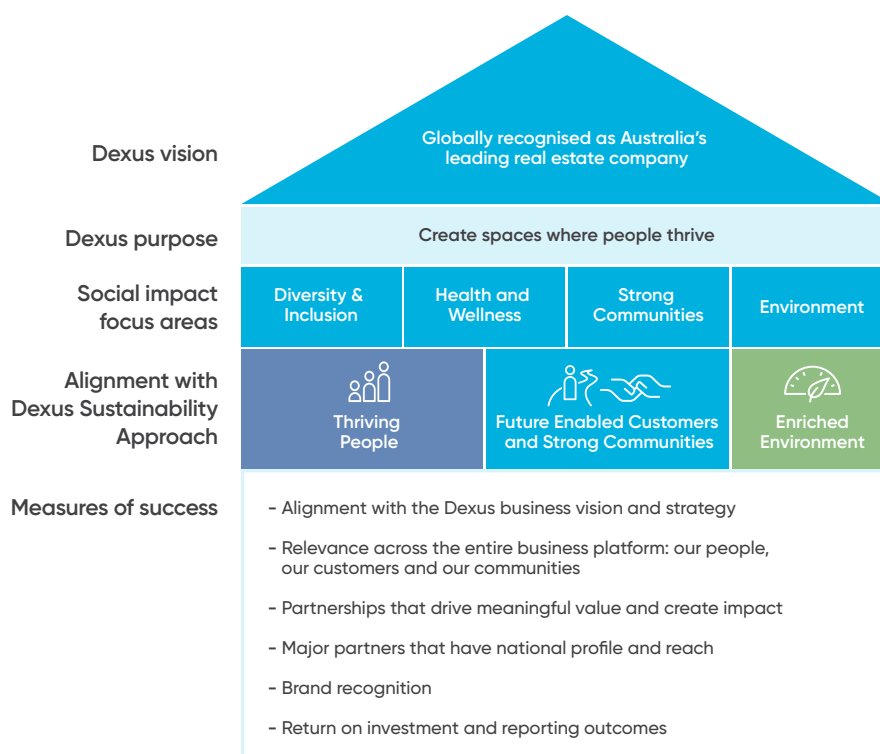 Dexus vision
Globally recognised as Australia's
leading real estate company
Dexus purpose
Create spaces where people thrive
Social impact
focus areas
Diversity &
Inclusion
Health and
Wellness
Strong
Communities
Environment
Alignment with
Dexus Sustainability
Approach
Thriving
People
Future Enabled Customers
and Strong Communities
Enriched
Environment
Measures of success
- Alignment with the Dexus business vision and strategy
- Relevance across the entire business platform: our people,
our customers and our communities
- Partnerships that drive meaningful value and create impact
- Major partners that have national profile and reach
- Brand recognition
- Return on investment and reporting outcomes